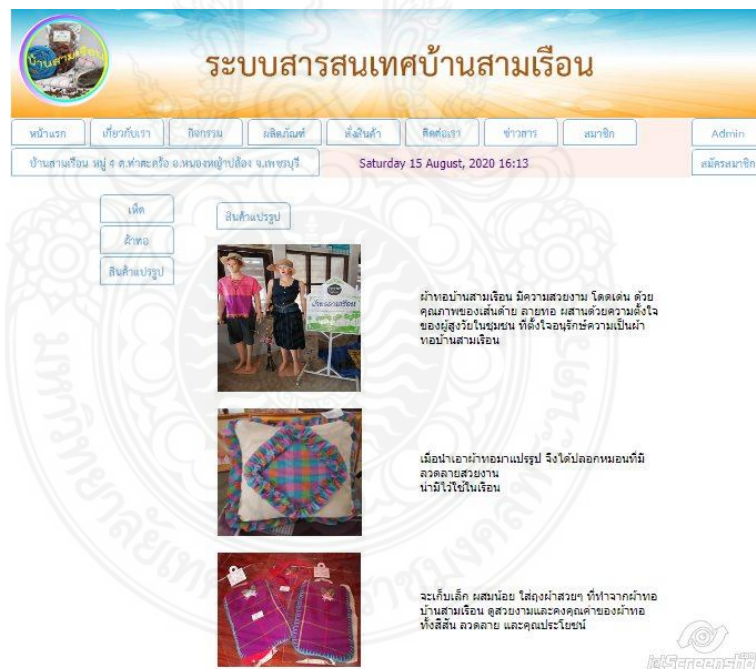 บ้านสามเรือน
ระบบสารสนเทศบ้านสามเรือน
หน้าแรก
เกี่ยวกับเรา
กิจกรรม
ผลิตภัณฑ์
สั่งสินค้า
ติดต่อเรา
ข่าวสาร
สมาชิก
Admin
บ้านสามเรือน หมู่ 4 ต.ท่าตะคร้อ อ.หนองหญ้าปล้อง จ.เพชรบุรี
Saturday 15 August, 2020 16:13
สมัครสมาชิก
เห็ด
ผ้าทอ
สินค้าแปรรูป
สินค้าแปรรูป
ผ้าทอบ้านสามเรือน มีความสวยงาม โดดเด่น ด้วย
คุณภาพของเส้นด้าย ลายทอ ผสานด้วยความตั้งใจ
ของผู้สูงวัยในชุมชน ที่ตั้งใจอนุรักษ์ความเป็นผ้า
ทอบ้านสามเรือน
เมื่อนำเอาผ้าทอมาแปรรูป จึงได้ปลอกหมอนที่มี
ลวดลายสวยงาน
น่ามีไว้ใช้ในเรือน
จะเก็บเล็ก ผสมน้อย ใส่ถุงผ้าสวยๆ ที่ทำจากผ้าทอ
บ้านสามเรือน ดูสวยงามและคงคุณค่าของผ้าทอ
ทั้งสีสัน ลวดลาย และคุณประโยชน์